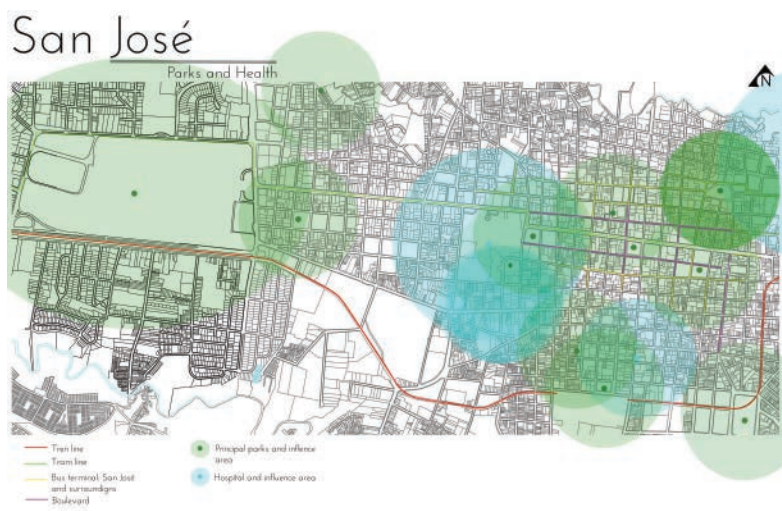 San José
Parks and Health
N
Tren line
Tram line
Bus terminal: San José
and surroundigns
Boulevard
Principal parks and inflence
area
Hospital and influence area